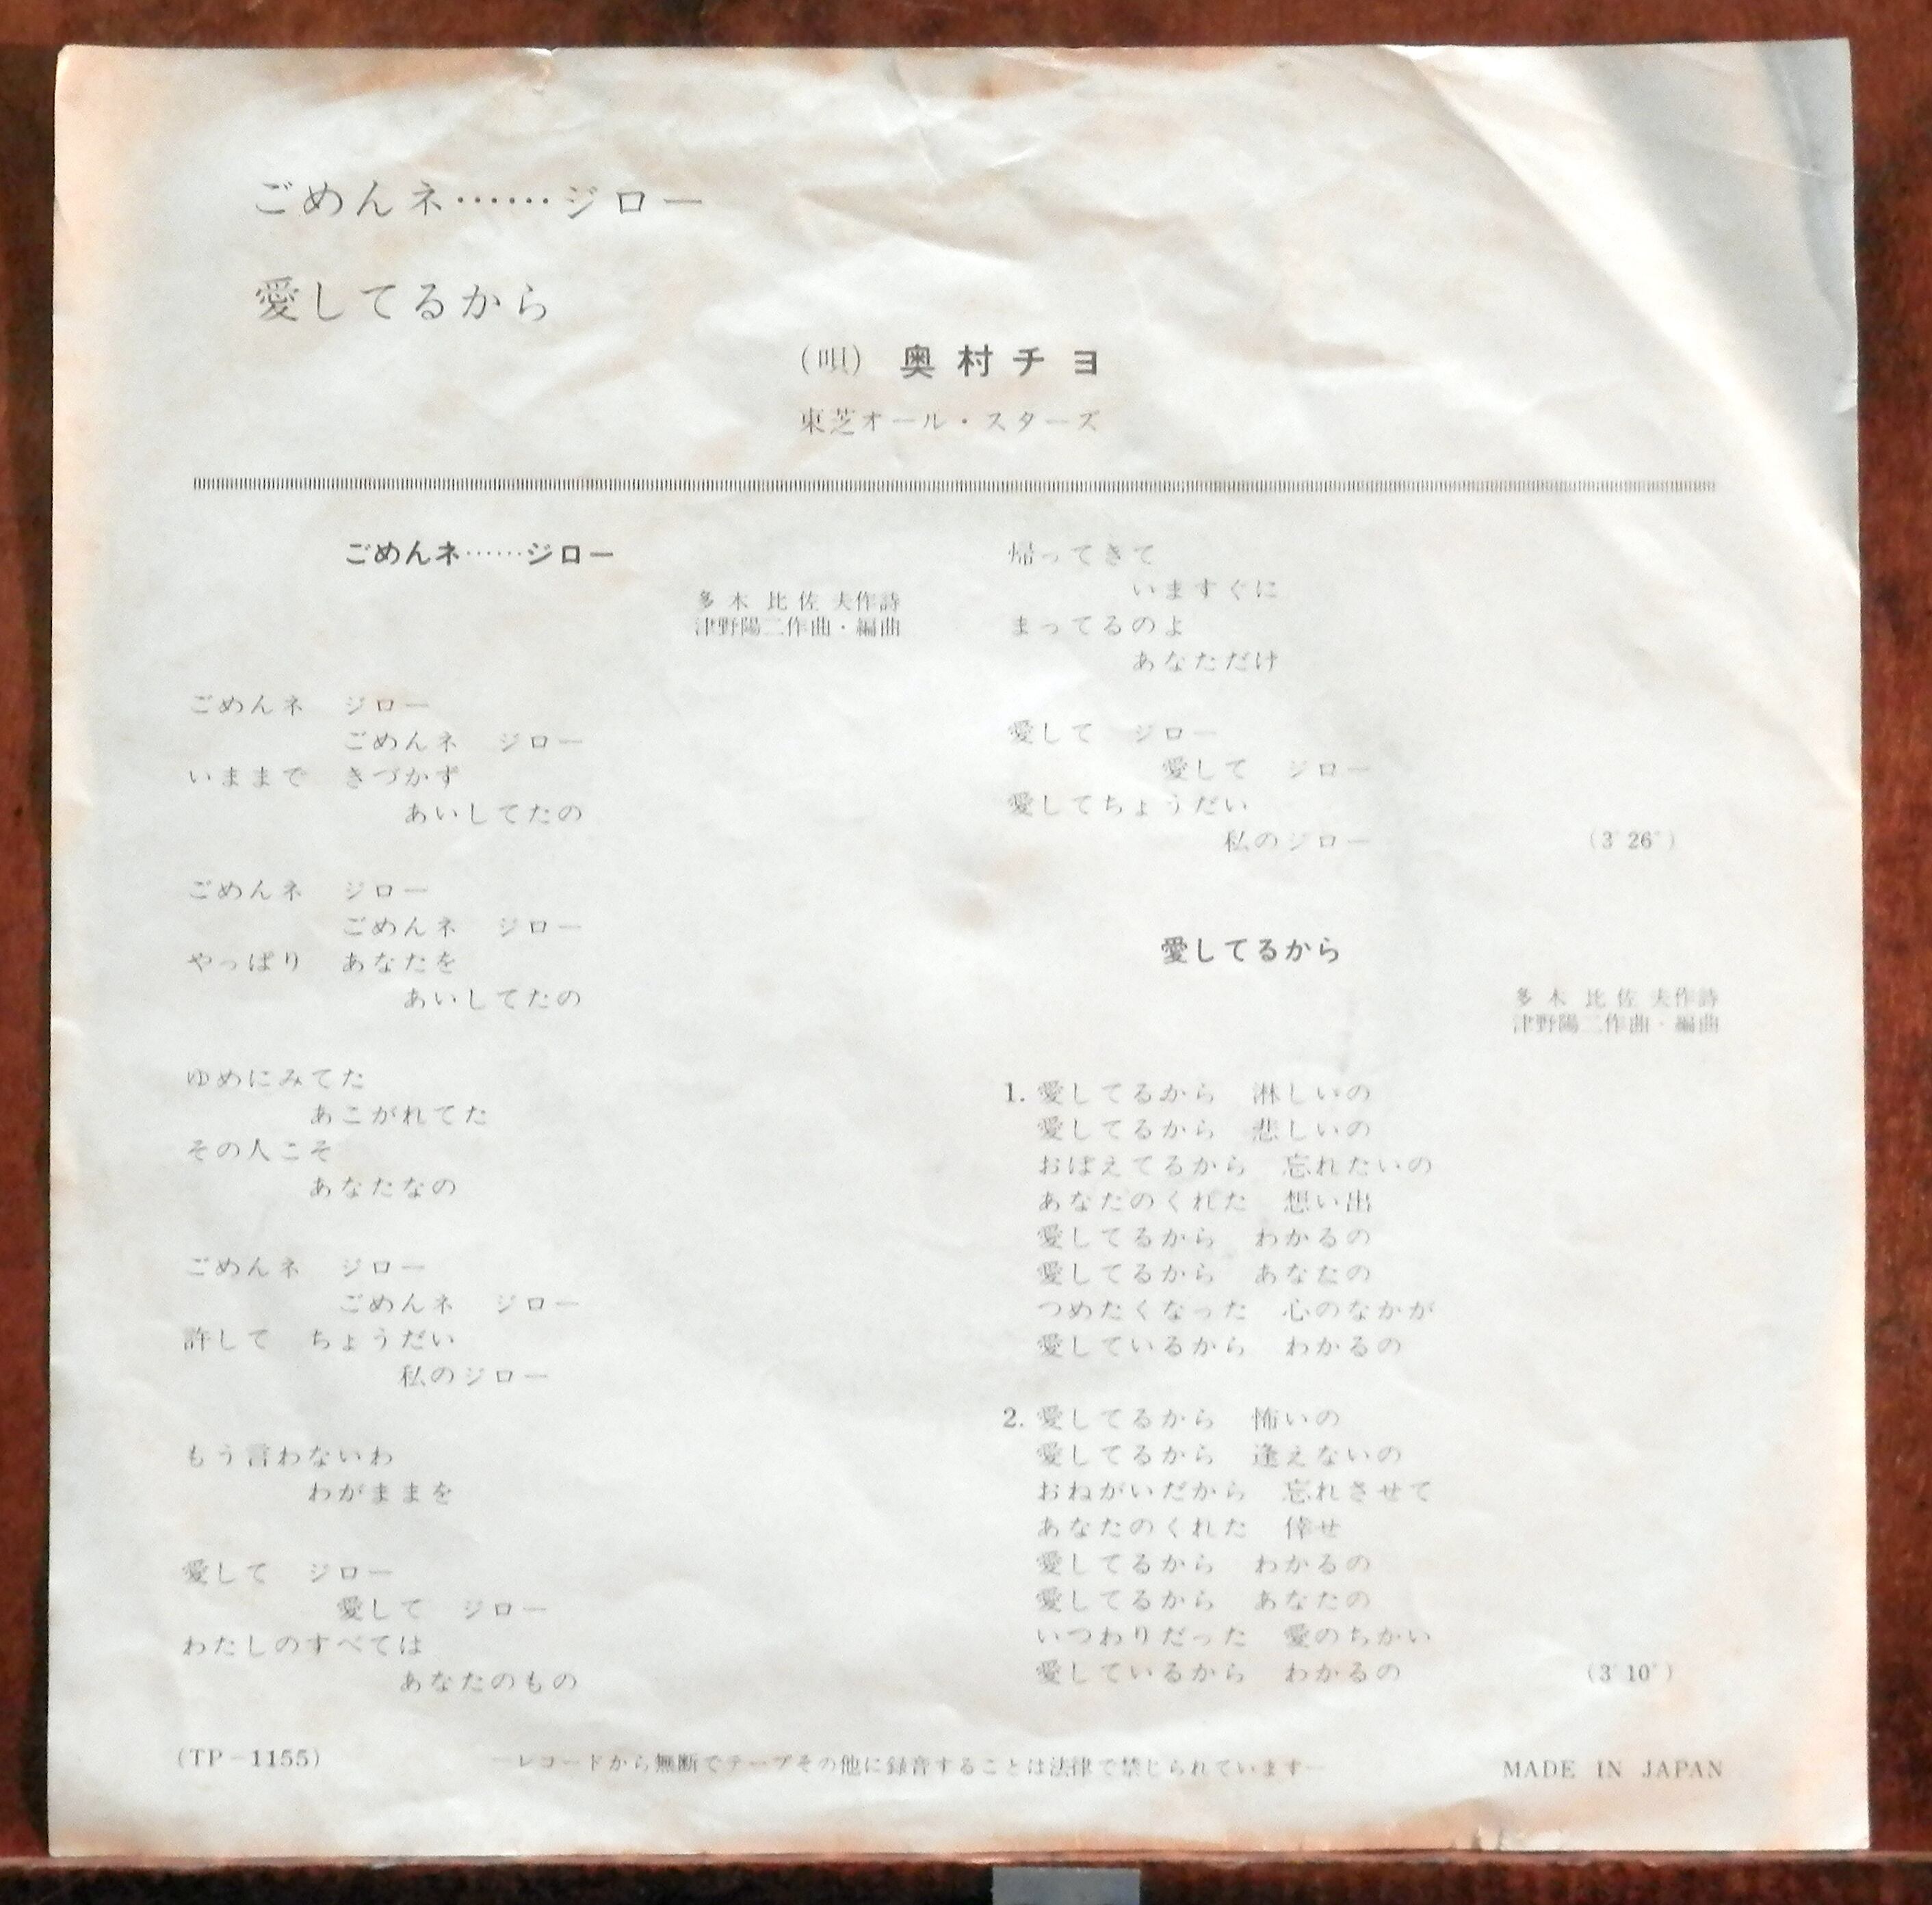 ごめんネ……ジロー
愛してるから
(唄) 奥村チヨ
東芝オール・スターズ
ごめんネ……ジロー
多木比佐夫作詩
津野陽二作曲・編曲
ごめんネ ジロー
ごめんネ ジロー
いままで きづかず
あいしてたの
ごめんネ ジロー
ごめんネ ジロー
やっぱり あなたを
あいしてたの
ゆめにみてた
あこがれてた
その人こそ
あなたなの
ごめんネ ジロー
ごめんネ ジロー
許して ちょうだい
私のジロー
もう言わないわ
わがままを
愛して ジロー
愛して ジロー
わたしのすべては
あなたのもの
帰ってきて
いますぐに
まってるのよ
あなただけ
愛して ジロー
愛して ジロー
愛してちょうだい
私のジロー (3′26″)
愛してるから
多木比佐夫作詩
津野陽二作曲・編曲
1. 愛してるから 淋しいの
愛してるから 悲しいの
おぼえてるから 忘れたいの
あなたのくれた 想い出
愛してるから わかるの
愛してるから あなたの
つめたくなった 心のなかが
愛しているから わかるの
2. 愛してるから 怖いの
愛してるから 逢えないの
おねがいだから 忘れさせて
あなたのくれた 倖せ
愛してるから わかるの
愛してるから あなたの
いつわりだった 愛のちかい
愛しているから わかるの (3′10″)
(TP-1155)
—レコードから無断でテープその他に録音することは法律で禁じられています—
MADE IN JAPAN